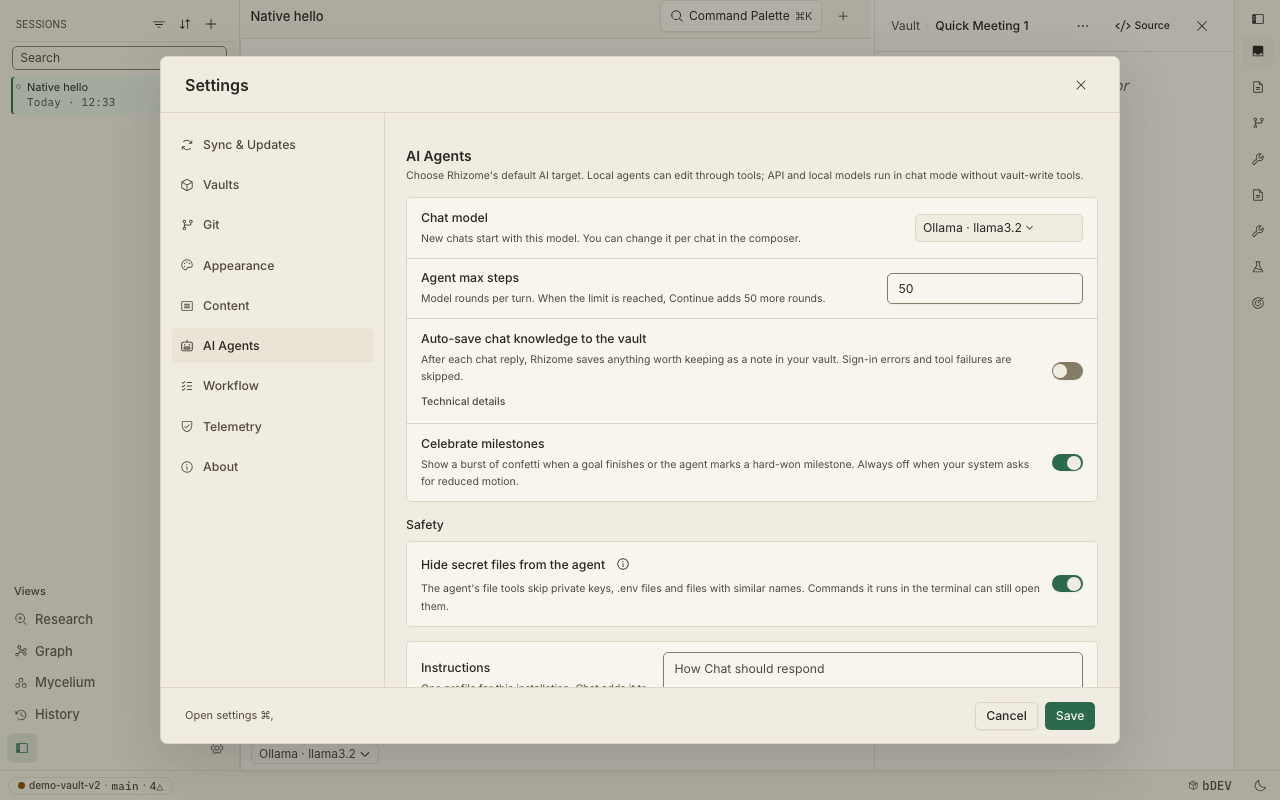 SESSIONS
Native hello
Command Palette ⌘K
Vault
Quick Meeting 1
Source
Search
Native hello
Today · 12:33
or
Settings
Sync & Updates
Vaults
Git
Appearance
Content
AI Agents
Workflow
Telemetry
About
AI Agents
Choose Rhizome's default AI target. Local agents can edit through tools; API and local models run in chat mode without vault-write tools.
Chat model
New chats start with this model. You can change it per chat in the composer.
Ollama · llama3.2
Agent max steps
Model rounds per turn. When the limit is reached, Continue adds 50 more rounds.
50
Auto-save chat knowledge to the vault
After each chat reply, Rhizome saves anything worth keeping as a note in your vault. Sign-in errors and tool failures are
skipped.
Technical details
Celebrate milestones
Show a burst of confetti when a goal finishes or the agent marks a hard-won milestone. Always off when your system asks
for reduced motion.
Safety
Hide secret files from the agent
The agent's file tools skip private keys, .env files and files with similar names. Commands it runs in the terminal can still open
them.
Instructions
One profile for this installation. Chat adds it to
How Chat should respond
Open settings ⌘,
Cancel
Save
Views
Research
Graph
Mycelium
History
Ollama · llama3.2
demo-vault-v2 · main · 4△
bDEV